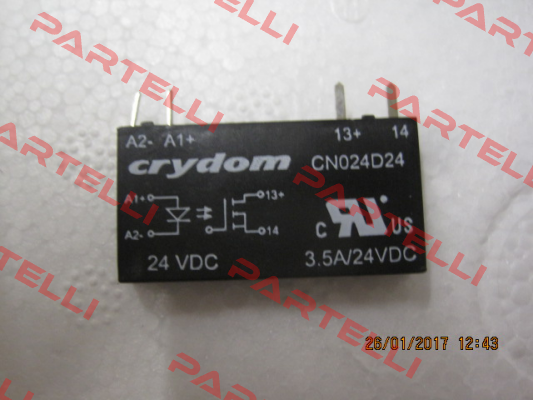 PARTELLI PARTELLI PARTELLI
A2- A1+ 13+ 14
crydom CN024D24
A1+ 13+
A2- 14
C RU US
24 VDC 3.5A/24VDC
26/01/2017 12:43
PARTELLI
PARTELLI